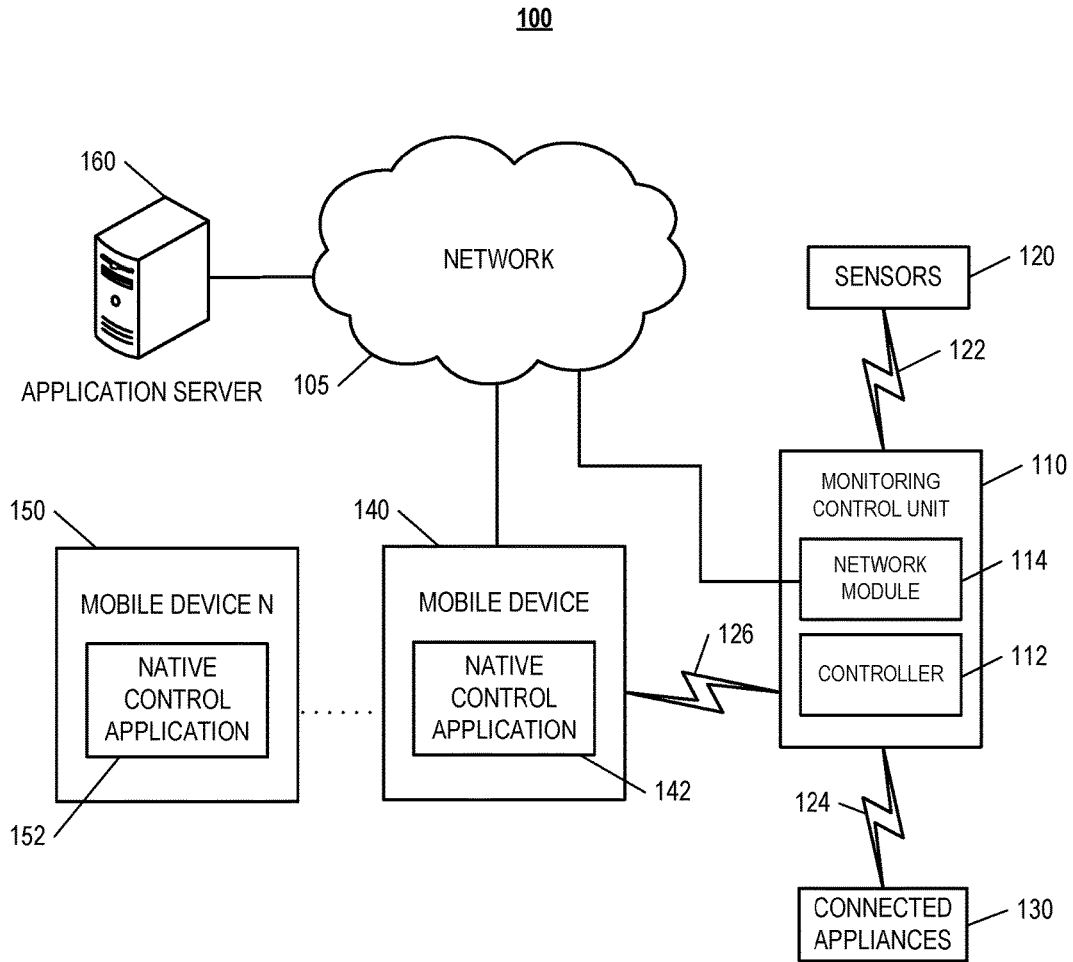 100
160
NETWORK
SENSORS
120
105
122
APPLICATION SERVER
MONITORING
CONTROL UNIT
110
150
140
NETWORK
MODULE
114
MOBILE DEVICE N
MOBILE DEVICE
126
NATIVE
CONTROL
APPLICATION
NATIVE
CONTROL
APPLICATION
CONTROLLER
112
142
124
152
CONNECTED
APPLIANCES
130